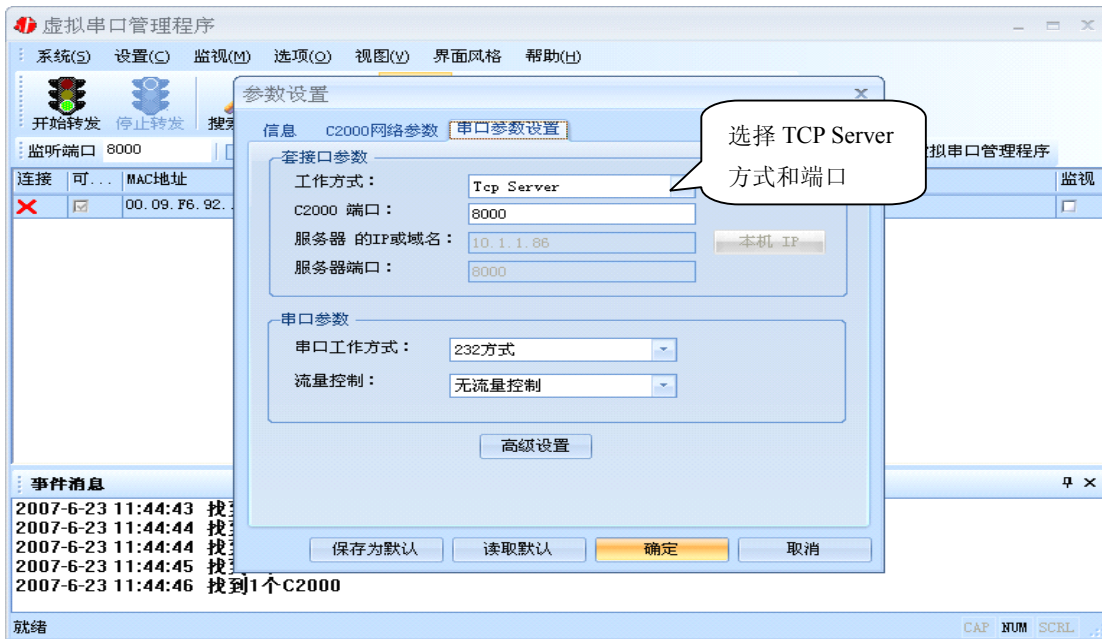 虚拟串口管理程序
系统(S) 设置(C) 监视(M) 选项(O) 视图(V) 界面风格 帮助(H)
开始转发 停止转发
监听端口 8000 拟串口管理程序
连接 可... MAC地址 监视
00.09.F6.92..
参数设置
信息 C2000网络参数 串口参数设置
套接口参数
工作方式： Tcp Server
C2000 端口： 8000
服务器 的IP或域名： 10.1.1.86 本机 IP
服务器端口： 8000
选择 TCP Server
方式和端口
串口参数
串口工作方式： 232方式
流量控制： 无流量控制
高级设置
保存为默认 读取默认 确定 取消
事件消息
2007-6-23 11:44:43 找
2007-6-23 11:44:44 找
2007-6-23 11:44:44 找
2007-6-23 11:44:45 找
2007-6-23 11:44:46 找到1个C2000
就绪 CAP NUM SCRL